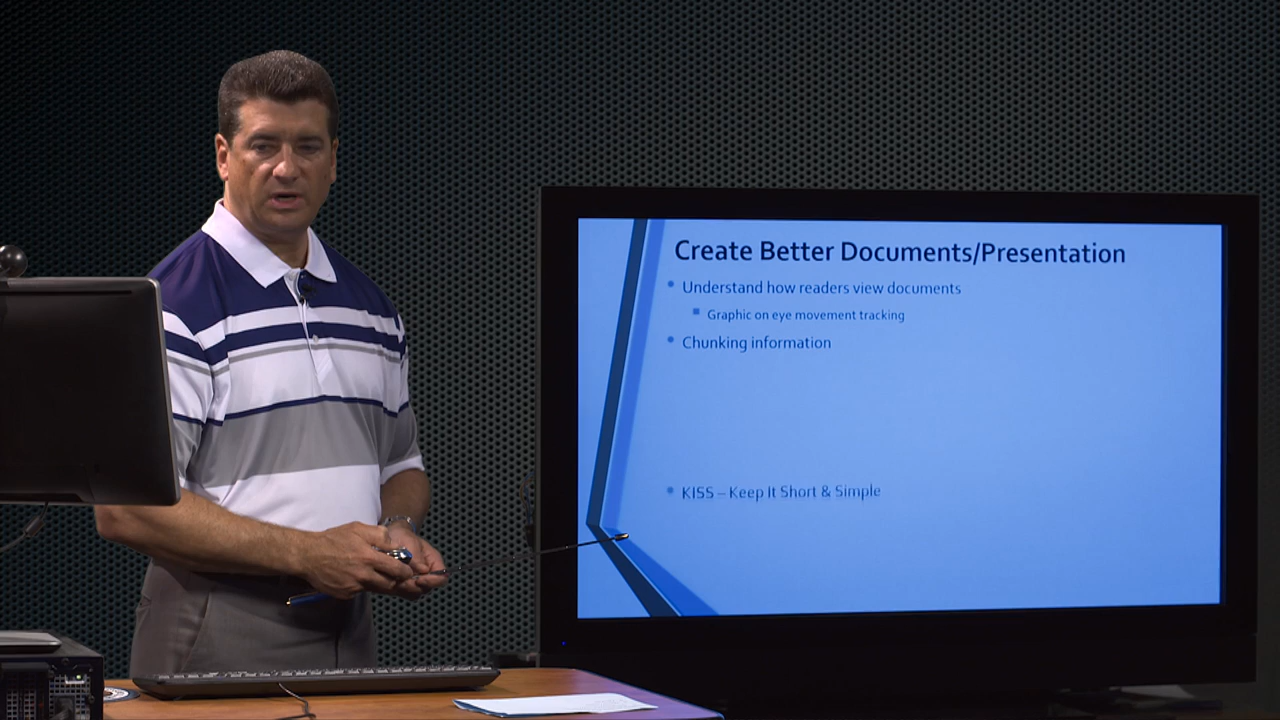 Create Better Documents/Presentation
Understand how readers view documents
Graphic on eye movement tracking
Chunking information
KISS – Keep It Short & Simple